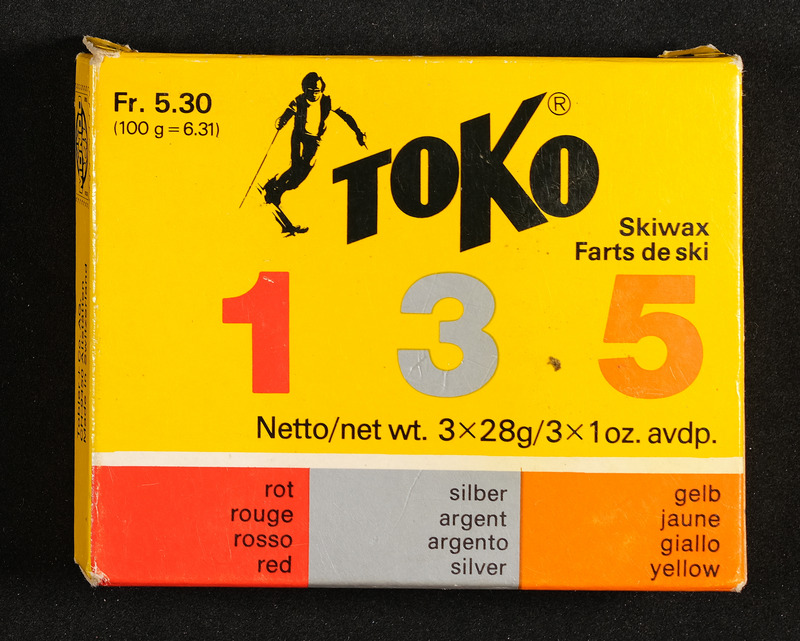 Fr. 5.30
(100 g = 6.31)
TOKO®
Skiwax
Farts de ski
1 3 5
Netto/net wt. 3×28g/3×1oz. avdp.
rot
rouge
rosso
red
silber
argent
argento
silver
gelb
jaune
giallo
yellow